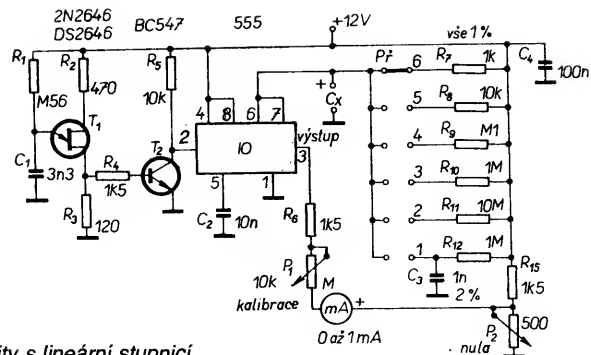 2N2646
DS2646
BC547
555
+12V
vše 1%
R1
M56
R2
470
R5
10k
Př
6
R7
1k
C4
100n
5
R8
10k
4
R9
M1
3
R10
1M
2
R11
10M
1
R12
1M
+
Cx
4
8
6
7
T1
C1
3n3
R4
1k5
T2
2
IO
výstup
3
5
1
R3
120
C2
10n
R6
1k5
C3
1n
2%
R15
1k5
P1
10k
M
kalibrace
mA
+
0 až 1mA
P2
500
nula
ity s lineární stupnicí